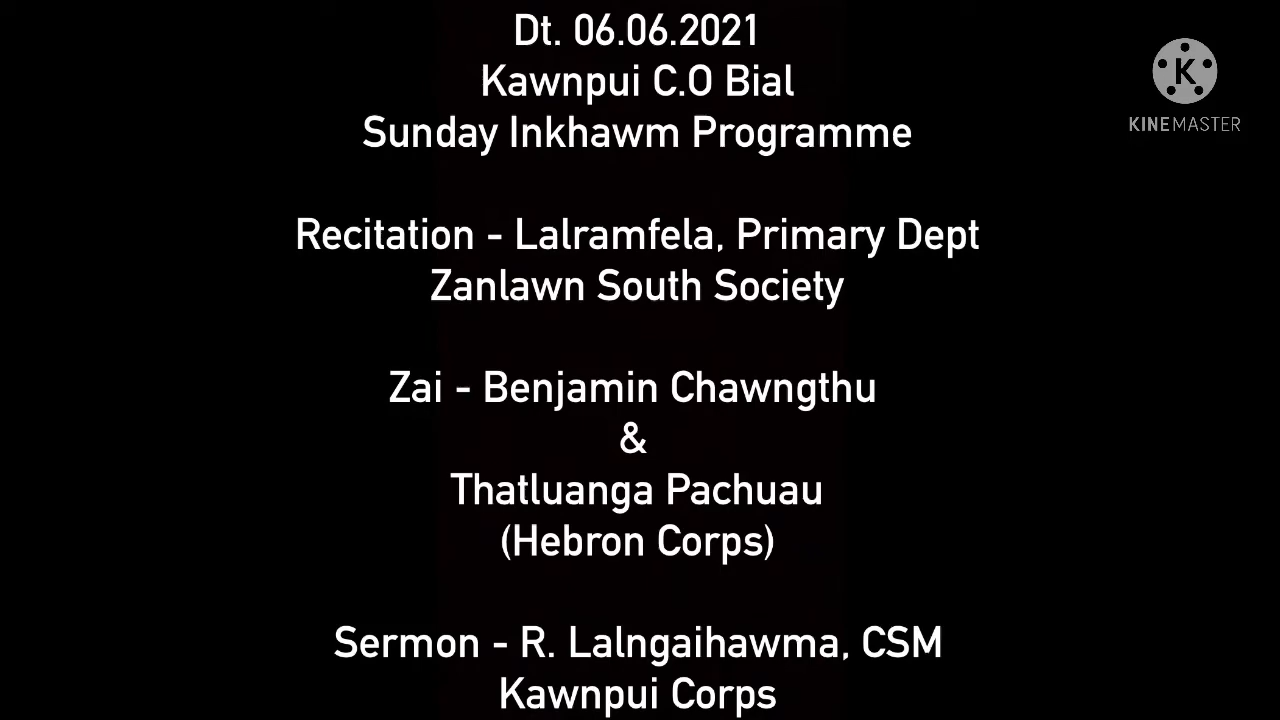 Dt. 06.06.2021
Kawnpui C.O Bial
Sunday Inkhawm Programme
K
KINEMASTER
Recitation - Lalramfela, Primary Dept
Zanlawn South Society
Zai - Benjamin Chawngthu
&
Thatluanga Pachuau
(Hebron Corps)
Sermon - R. Lalngaihawma, CSM
Kawnpui Corps